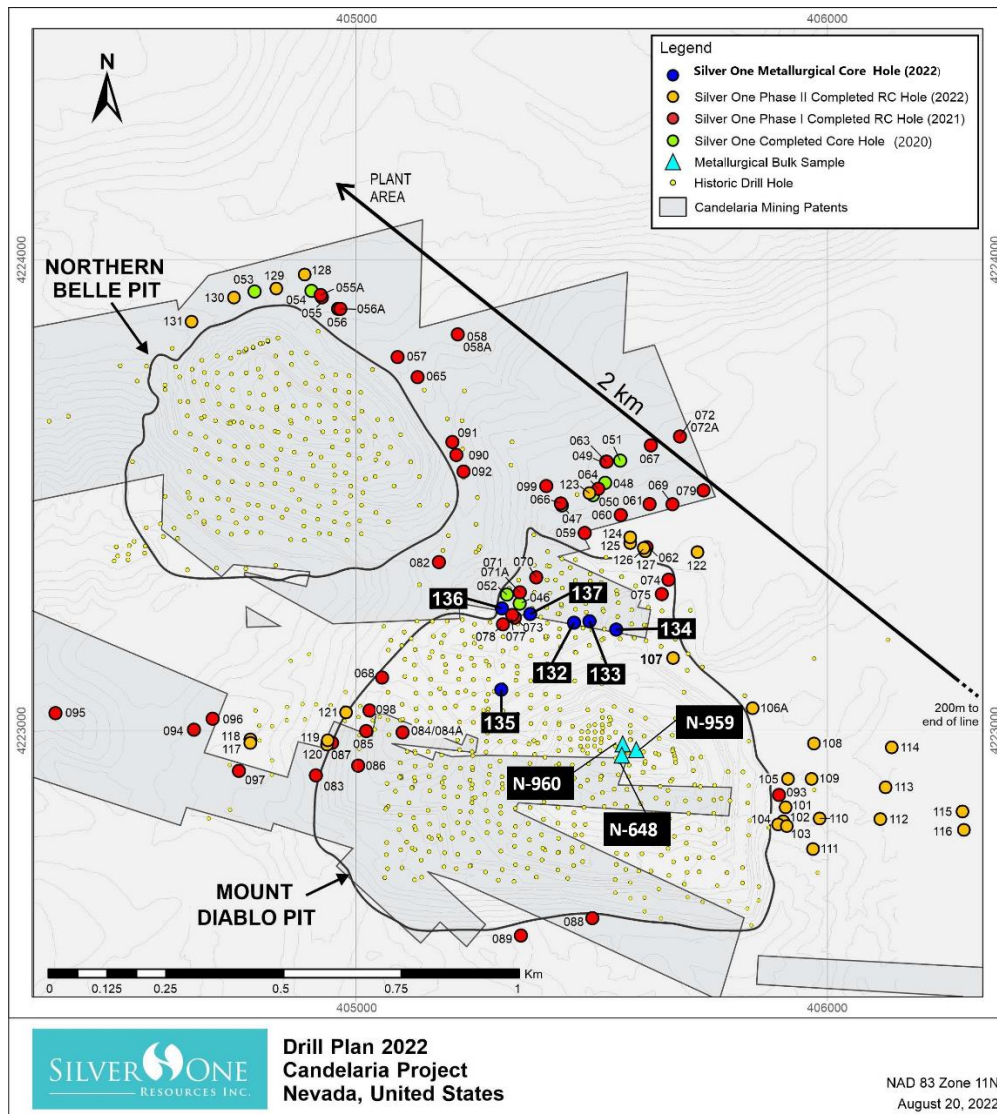 405000
406000
N
Legend
Silver One Metallurgical Core Hole (2022)
Silver One Phase II Completed RC Hole (2022)
Silver One Phase I Completed RC Hole (2021)
Silver One Completed Core Hole (2020)
Metallurgical Bulk Sample
Historic Drill Hole
Candelaria Mining Patents
PLANT
AREA
4224000
4224000
NORTHERN
BELLE PIT
128
129
053
130
131
054
055A
055
056
056A
058
058A
057
065
2 km
072
072A
091
090
092
063
049
051
067
064
123
048
099
066
047
050
061
060
069
079
059
124
125
126
127
062
122
082
071
071A
070
052
046
074
075
136
137
078
077
073
132
133
134
107
068
135
200m to
end of line
095
096
094
118
117
121
098
119
120
087
085
084/084A
086
083
097
4223000
4223000
106A
N-959
N-960
N-648
108
114
105
109
093
113
101
102
110
104
103
112
115
116
111
MOUNT
DIABLO PIT
088
089
Km
0
0.125
0.25
0.5
0.75
1
405000
406000
SILVER ONE
RESOURCES INC.
Drill Plan 2022
Candelaria Project
Nevada, United States
NAD 83 Zone 11N
August 20, 2022